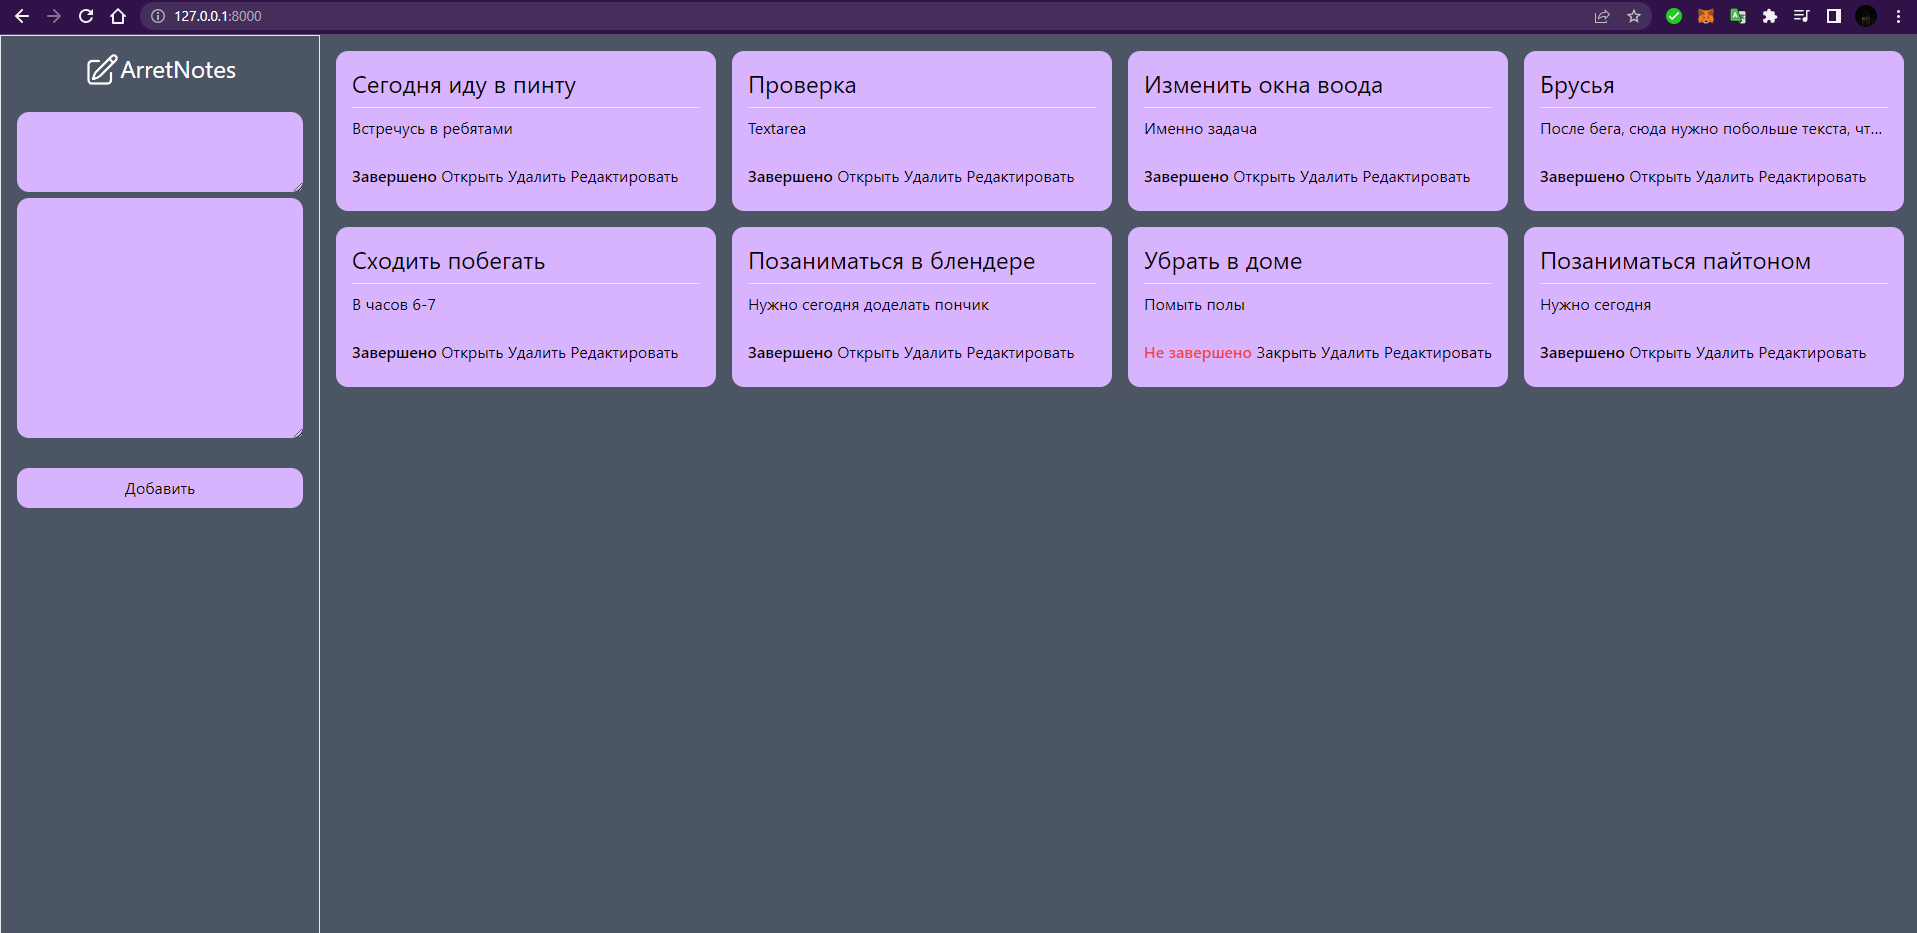 127.0.0.1:8000
ArretNotes
Добавить
Сегодня иду в пинту
Встречусь в ребятами
Завершено Открыть Удалить Редактировать
Проверка
Textarea
Завершено Открыть Удалить Редактировать
Изменить окна воода
Именно задача
Завершено Открыть Удалить Редактировать
Брусья
После бега, сюда нужно побольше текста, чт...
Завершено Открыть Удалить Редактировать
Сходить побегать
В часов 6-7
Завершено Открыть Удалить Редактировать
Позаниматься в блендере
Нужно сегодня доделать пончик
Завершено Открыть Удалить Редактировать
Убрать в доме
Помыть полы
Не завершено Закрыть Удалить Редактировать
Позаниматься пайтоном
Нужно сегодня
Завершено Открыть Удалить Редактировать